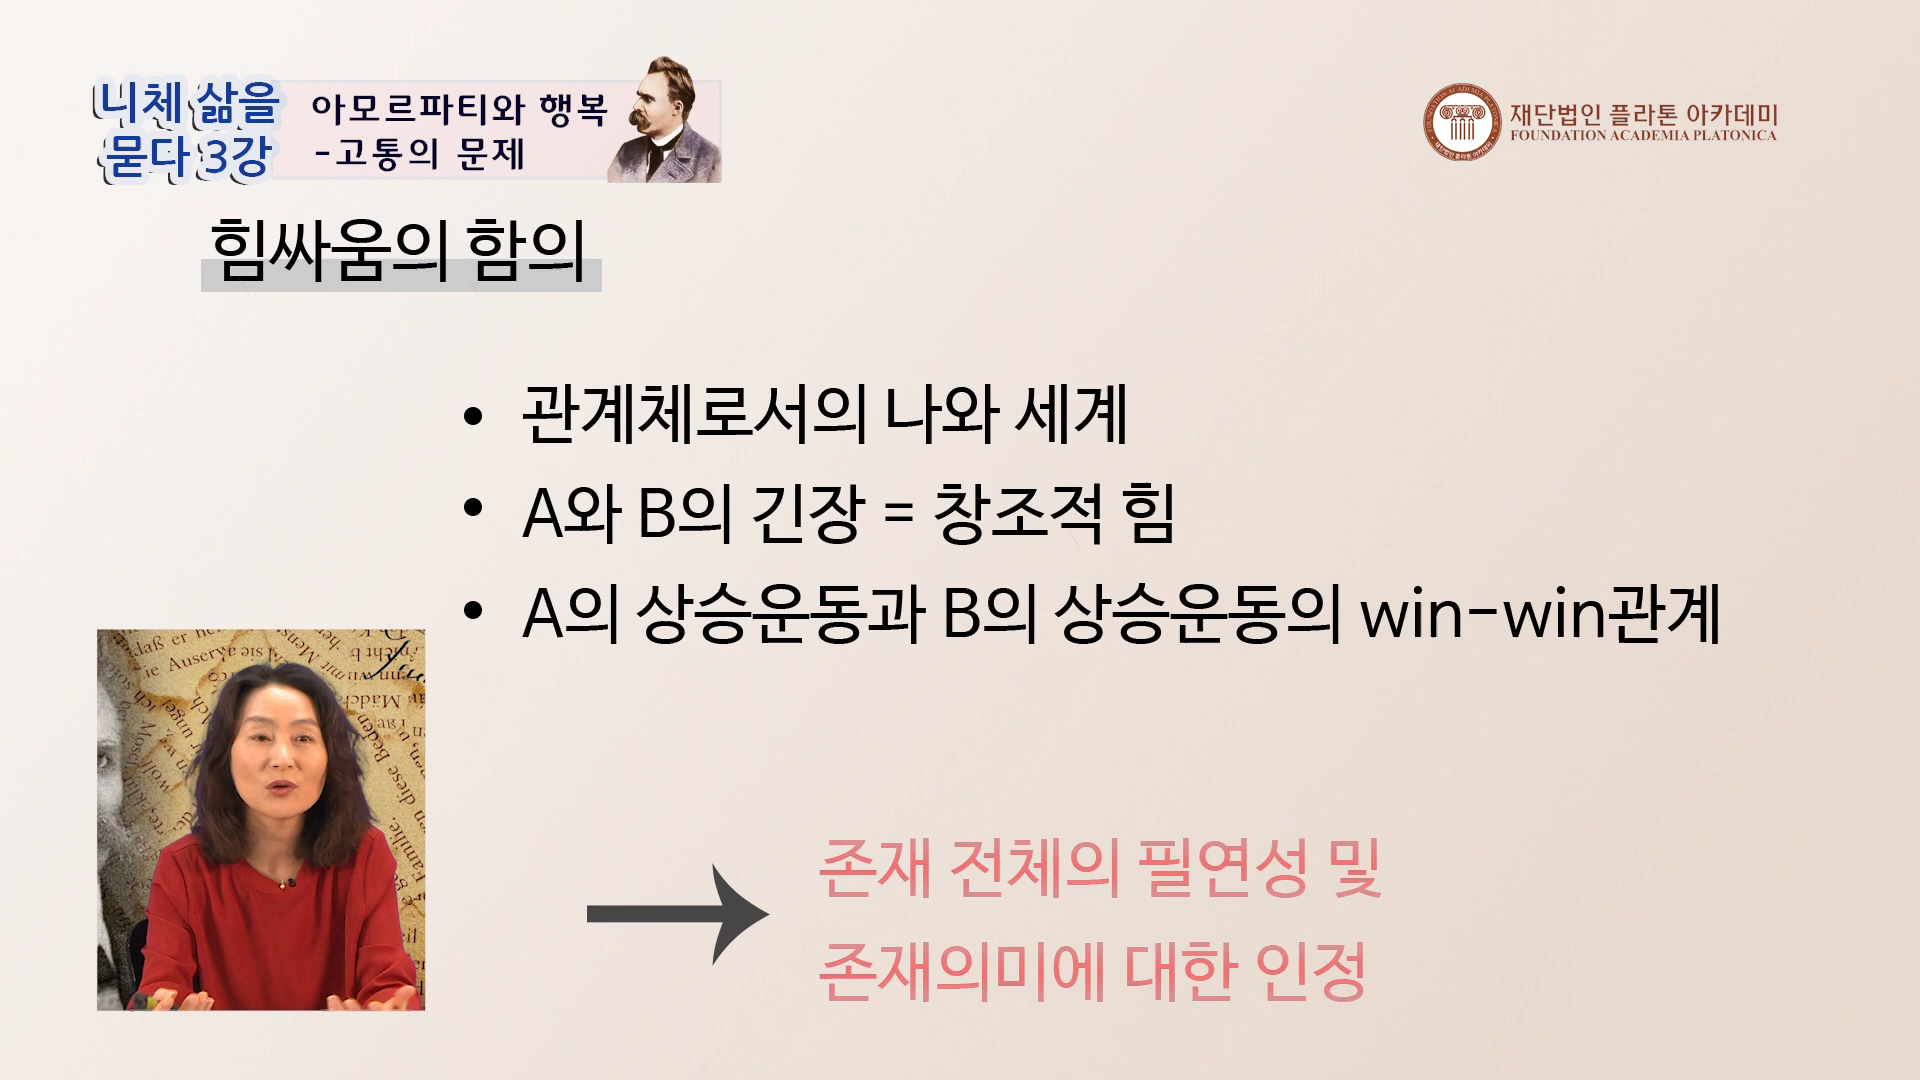 니체 삶을
묻다 3강
아모르파티와 행복
-고통의 문제
재단법인 플라톤 아카데미
FOUNDATION ACADEMIA PLATONICA
힘싸움의 함의
• 관계체로서의 나와 세계
• A와 B의 긴장 = 창조적 힘
• A의 상승운동과 B의 상승운동의 win-win관계
존재 전체의 필연성 및
존재의미에 대한 인정